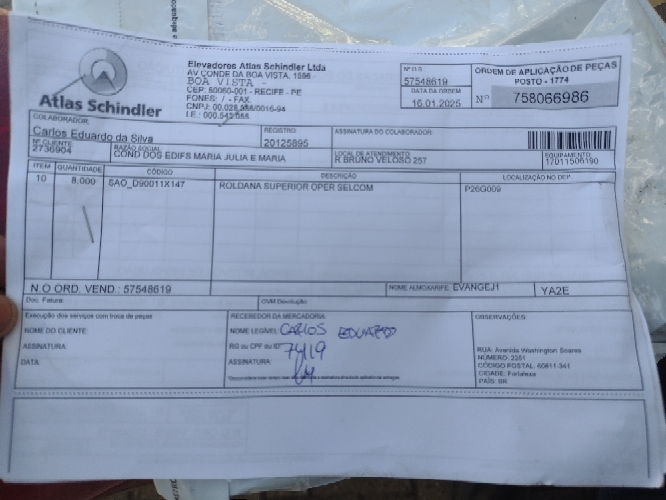 Atlas Schindler
Elevadores Atlas Schindler Ltda
AV CONDE DA BOA VISTA, 1596
BOA VISTA -
CEP: 50060-001 - RECIFE - PE
FONES: / - FAX
CNPJ: 00.028.986/0016-94
I.E.: 000.543.088
Nº O.S
57548619
DATA DA ORDEM
16.01.2025
ORDEM DE APLICAÇÃO DE PEÇAS
POSTO - 1774
Nº 758066986
COLABORADOR:
Carlos Eduardo da Silva
REGISTRO
20125895
ASSINATURA DO COLABORADOR:
Nº CLIENTE
2736904
RAZÃO SOCIAL
COND DOS EDIFS MARIA JULIA E MARIA
LOCAL DE ATENDIMENTO:
R BRUNO VELOSO 257
EQUIPAMENTO:
17011506190
ITEM QUANTIDADE CÓDIGO DESCRIÇÃO LOCALIZAÇÃO NO DEP.
10 8,000 SAO_D90011X147 ROLDANA SUPERIOR OPER SELCOM P26G009
N.O ORD. VEND.: 57548619
NOME ALMOXARIFE EVANGEJ1 YA2E
Doc. Fatura:
O.V.M Devolução:
Execução dos serviços com troca de peças
NOME DO CLIENTE:
ASSINATURA:
DATA:
RECEBEDOR DA MERCADORIA:
NOME LEGÍVEL: CARLOS EDUARDO
RG ou CPF ou ID: 7419
ASSINATURA:
OBSERVAÇÕES:
RUA: Avenida Washington Soares
NÚMERO: 2351
CÓDIGO POSTAL: 60811-341
CIDADE: Fortaleza
PAÍS: BR